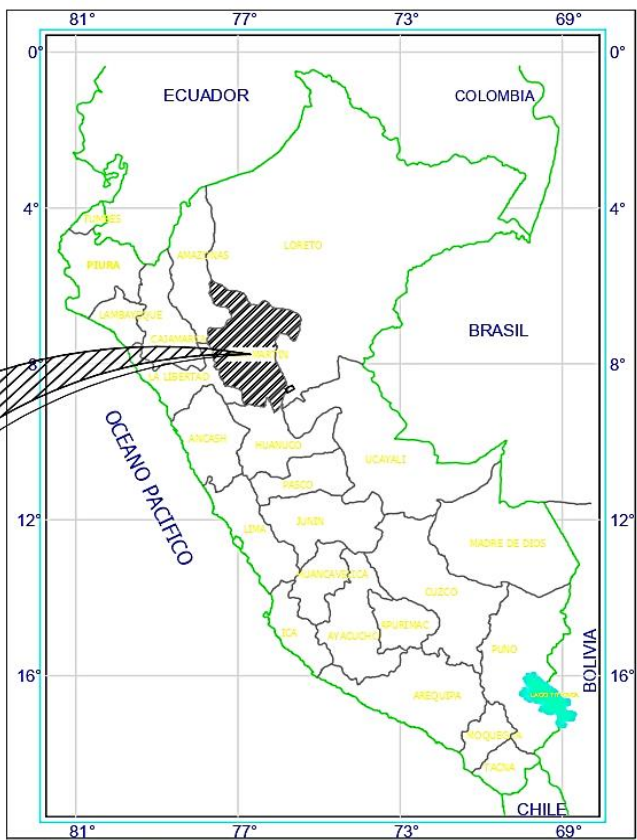 81° 77° 73° 69°
0° 0°
ECUADOR
COLOMBIA
4° 4°
TUMBES
AMAZONAS
LORETO
PIURA
LAMBAYEQUE
BRASIL
CAJAMARCA
MARTIN
8° 8°
LA LIBERTAD
OCEANO PACIFICO
ANCASH
HUANUCO
UCAYALI
PASCO
12° 12°
LIMA
JUNIN
MADRE DE DIOS
HUANCAVELICA
CUZCO
ICA
AYACUCHO
APURIMAC
PUNO
BOLIVIA
16° 16°
AREQUIPA
MOQUEGUA
TACNA
CHILE
81° 77° 73° 69°